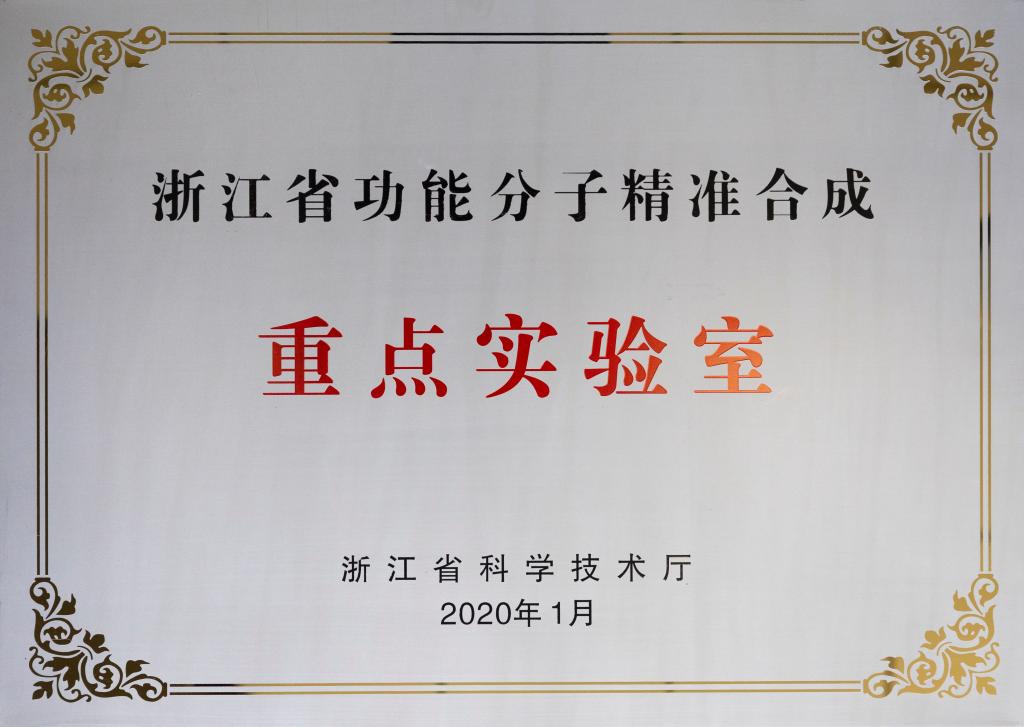 浙江省功能分子精准合成
重点实验室
浙江省科学技术厅
2020年1月